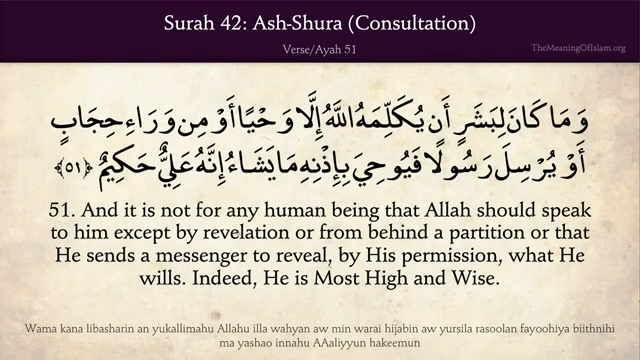 Surah 42: Ash-Shura (Consultation)
Verse/Ayah 51
TheMeaningOfIslam.org
وَمَا كَانَ لِبَشَرٍ أَن يُكَلِّمَهُ اللَّهُ إِلَّا وَحْيًا أَوْ مِن وَرَاءِ حِجَابٍ
أَوْ يُرْسِلَ رَسُولًا فَيُوحِيَ بِإِذْنِهِ مَا يَشَاءُ إِنَّهُ عَلِيٌّ حَكِيمٌ ﴿٥١﴾
51. And it is not for any human being that Allah should speak
to him except by revelation or from behind a partition or that
He sends a messenger to reveal, by His permission, what He
wills. Indeed, He is Most High and Wise.
Wama kana libasharin an yukallimahu Allahu illa wahyan aw min warai hijabin aw yursila rasoolan fayoohiya biithnihi
ma yashao innahu AAaliyyun hakeemun